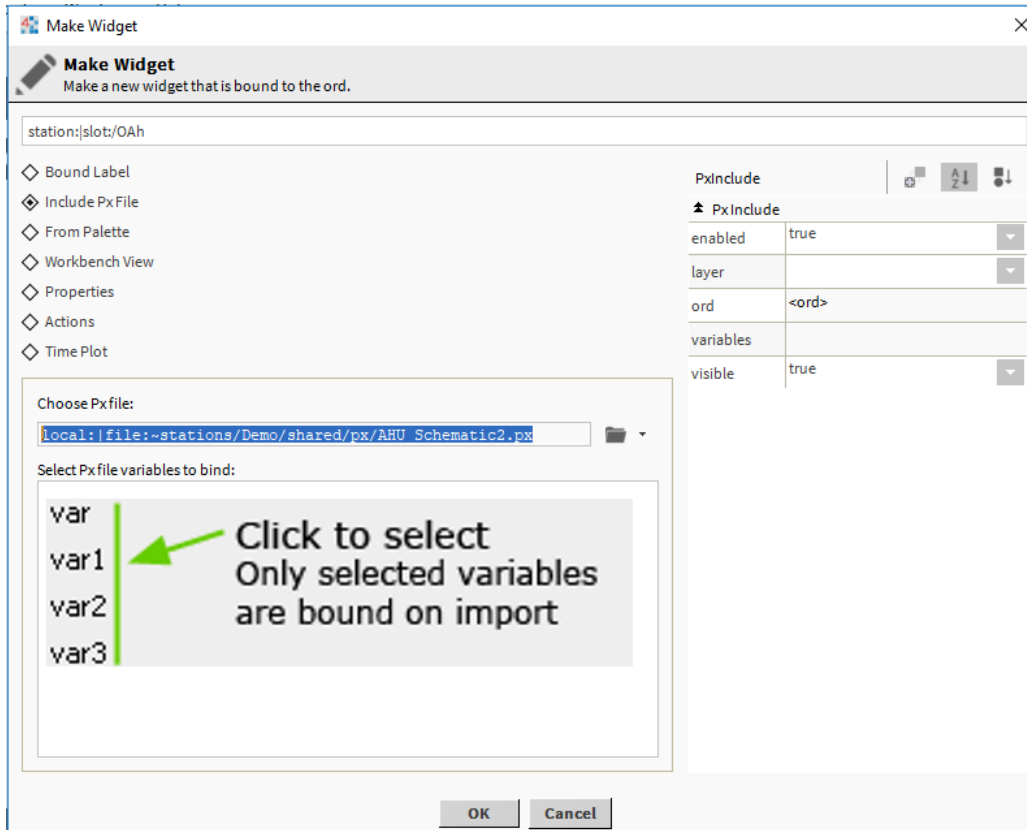 Make Widget
Make Widget
Make a new widget that is bound to the ord.
station:|slot:/OAh
Bound Label
Include Px File
From Palette
Workbench View
Properties
Actions
Time Plot
Choose Px file:
local:|file:~stations/Demo/shared/px/AHU_Schematic2.px
Select Px file variables to bind:
var
var1
var2
var3
Click to select
Only selected variables
are bound on import
PxInclude
PxInclude
enabled true
layer
ord <ord>
variables
visible true
OK Cancel